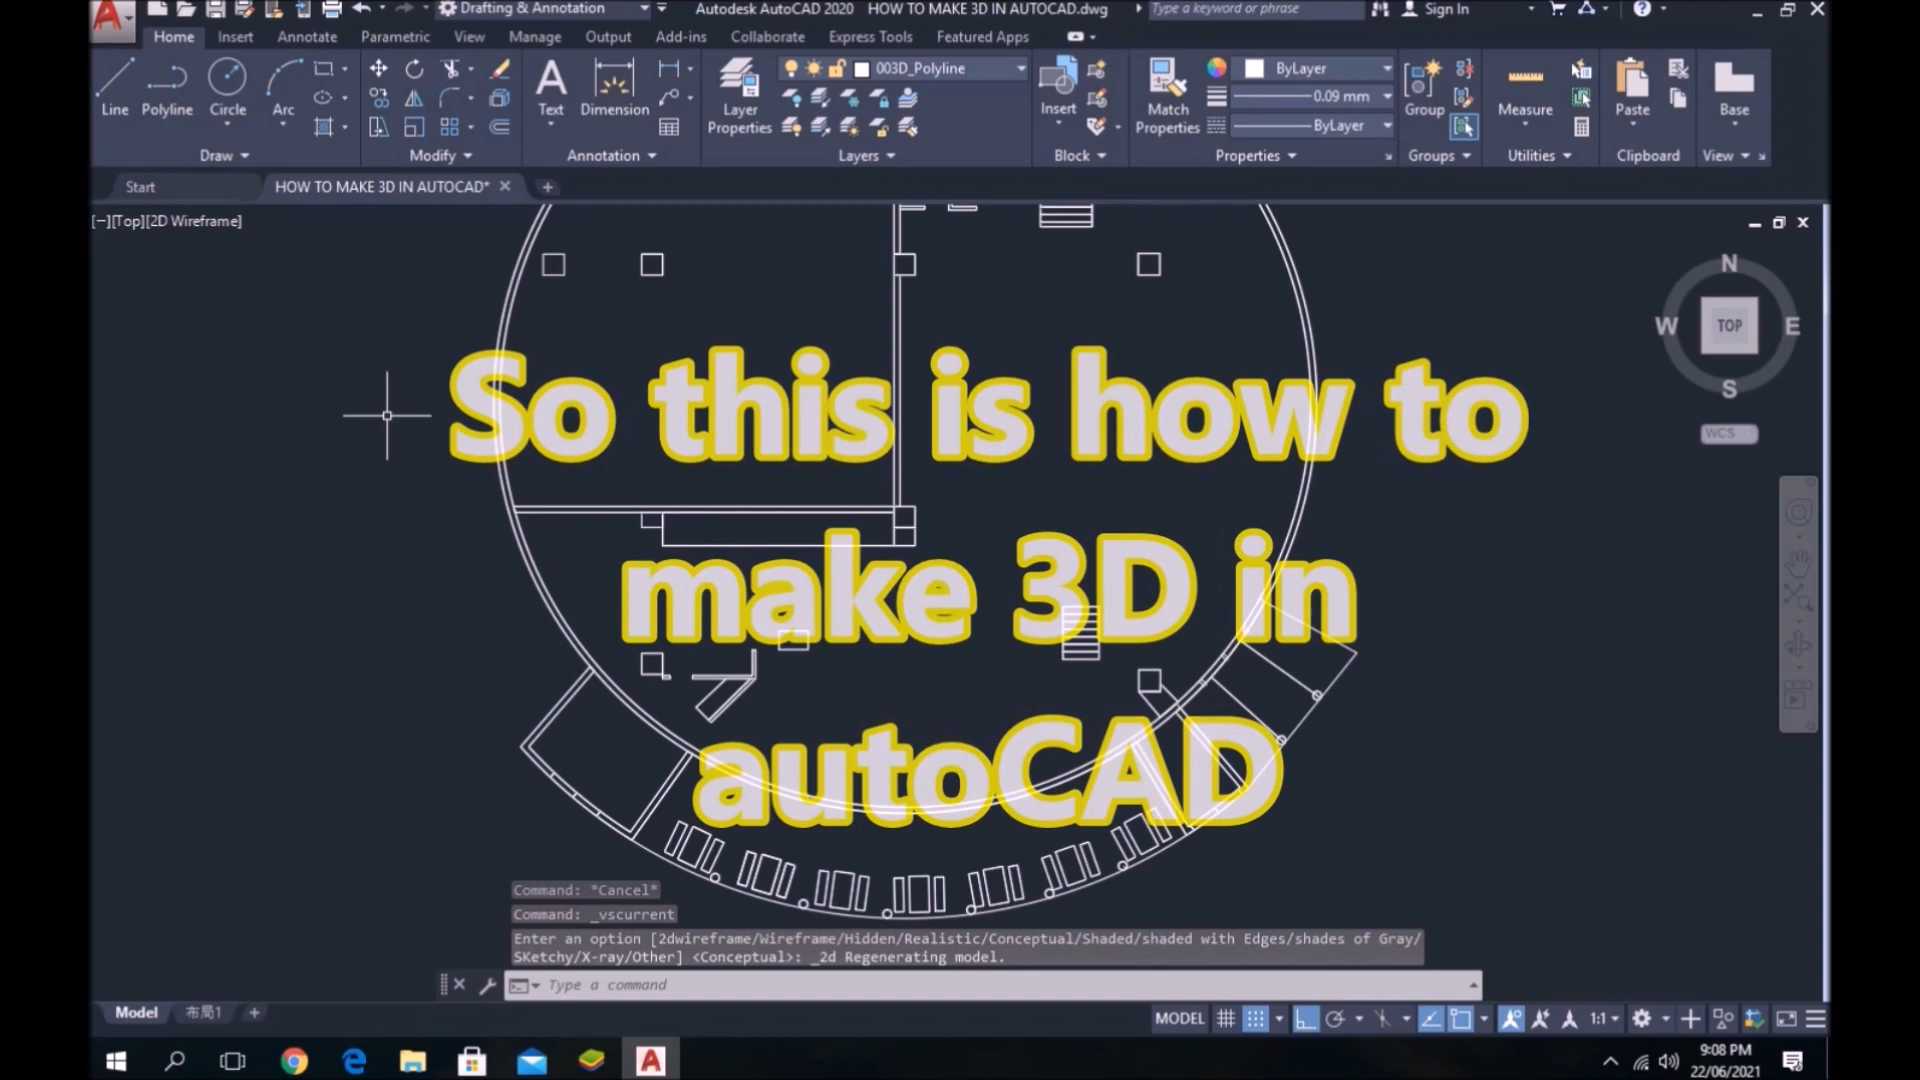 Drafting & Annotation
Autodesk AutoCAD 2020 HOW TO MAKE 3D IN AUTOCAD.dwg
Type a keyword or phrase
Sign In
Home Insert Annotate Parametric View Manage Output Add-ins Collaborate Express Tools Featured Apps
003D_Polyline
ByLayer
0.09 mm
ByLayer
Line Polyline Circle Arc
Text Dimension
Layer Properties
Insert
Match Properties
Group
Measure
Paste
Base
Draw Modify Annotation Layers Block Properties Groups Utilities Clipboard View
Start HOW TO MAKE 3D IN AUTOCAD*
[−][Top][2D Wireframe]
N
W TOP E
S
WCS
So this is how to
make 3D in
autoCAD
Command: *Cancel*
Command: _vscurrent
Enter an option [2dwireframe/Wireframe/Hidden/Realistic/Conceptual/Shaded/shaded with Edges/shades of Gray/
SKetchy/X-ray/Other] <Conceptual>: _2d Regenerating model.
Type a command
Model 布局1
MODEL 1:1
9:08 PM
22/06/2021